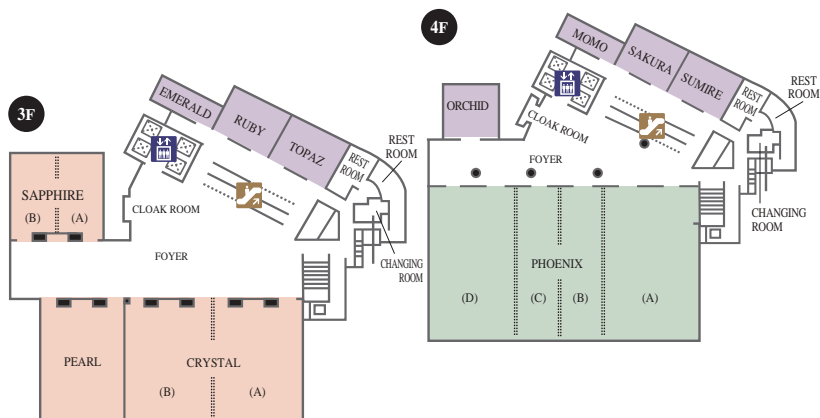 3F
EMERALD
RUBY
TOPAZ
REST
ROOM
REST
ROOM
SAPPHIRE
(B)
(A)
CLOAK ROOM
FOYER
CHANGING
ROOM
PEARL
CRYSTAL
(B)
(A)
4F
MOMO
SAKURA
SUMIRE
REST
ROOM
REST
ROOM
ORCHID
CLOAK ROOM
FOYER
CHANGING
ROOM
PHOENIX
(D)
(C)
(B)
(A)